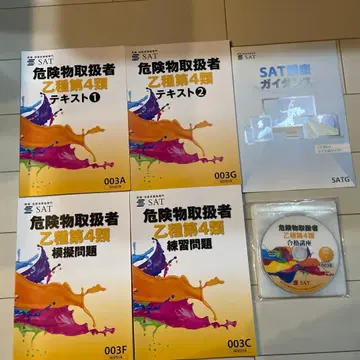 SAT
危険物取扱者
乙種第4類
テキスト①
003A
SAT
危険物取扱者
乙種第4類
テキスト②
003G
SAT
SAT講座
ガイダンス
SATG
SAT
危険物取扱者
乙種第4類
模擬問題
003F
SAT
危険物取扱者
乙種第4類
練習問題
003C
危険物取扱者
乙種第4類
合格講座
SAT